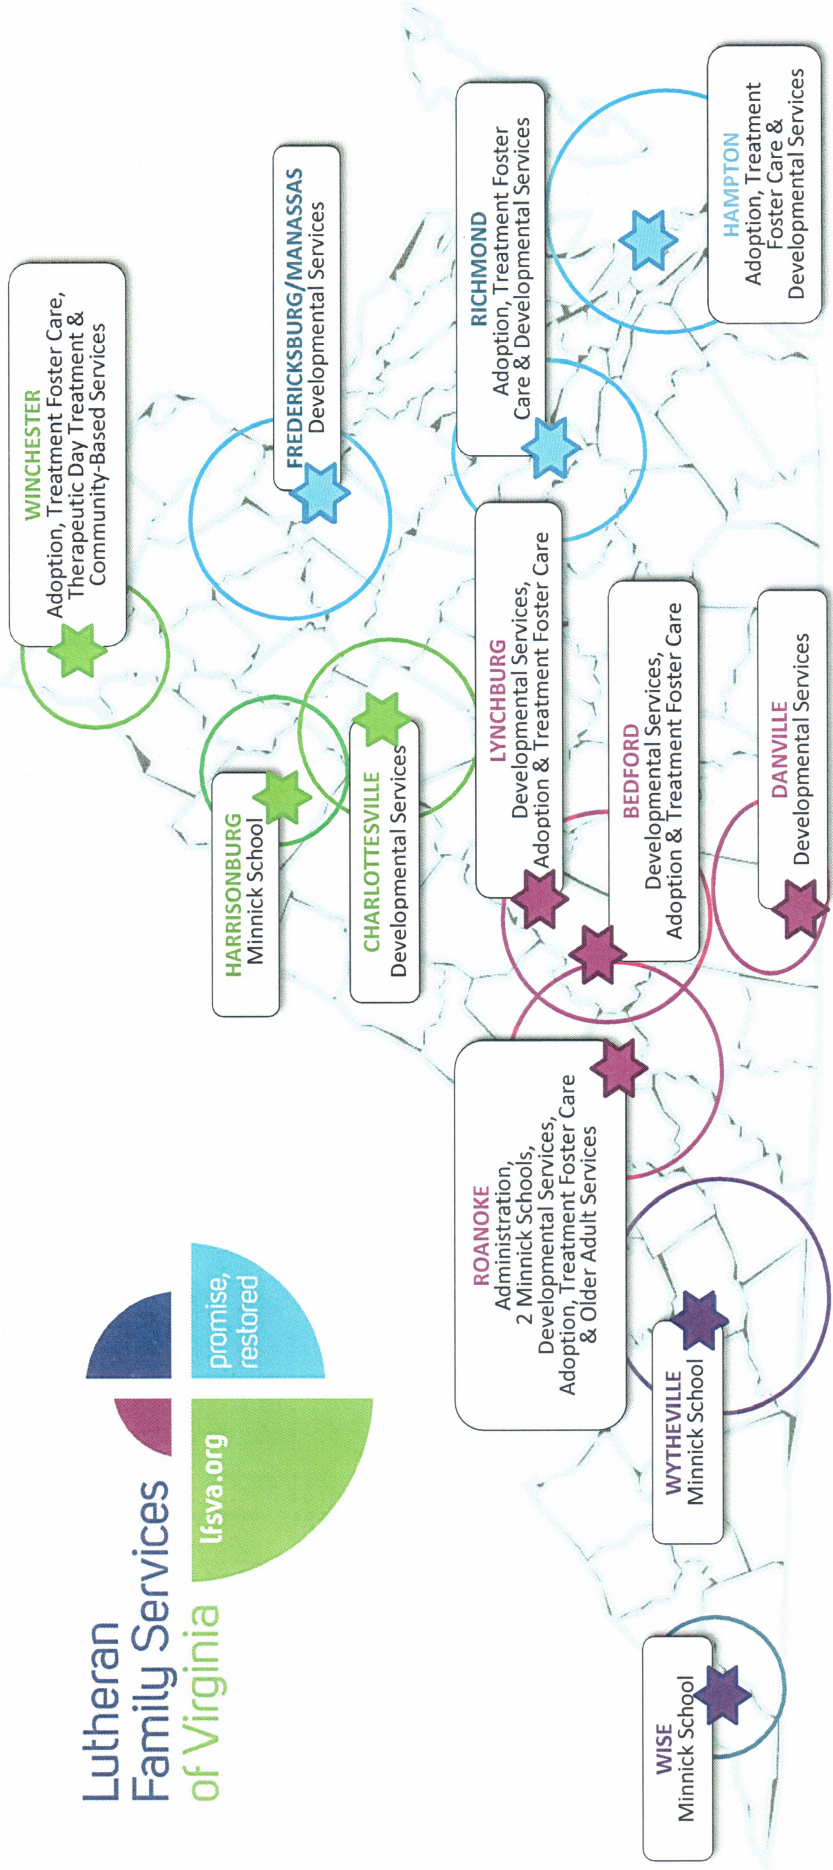 Lutheran
Family Services
of Virginia
lfsva.org
promise,
restored
WINCHESTER
Adoption, Treatment Foster Care,
Therapeutic Day Treatment &
Community-Based Services
HARRISONBURG
Minnick School
FREDERICKSBURG/MANASSAS
Developmental Services
CHARLOTTESVILLE
Developmental Services
RICHMOND
Adoption, Treatment Foster
Care & Developmental Services
LYNCHBURG
Developmental Services,
Adoption & Treatment Foster Care
ROANOKE
Administration,
2 Minnick Schools,
Developmental Services,
Adoption, Treatment Foster Care
& Older Adult Services
BEDFORD
Developmental Services,
Adoption & Treatment Foster Care
HAMPTON
Adoption, Treatment
Foster Care &
Developmental Services
WISE
Minnick School
WYTHEVILLE
Minnick School
DANVILLE
Developmental Services